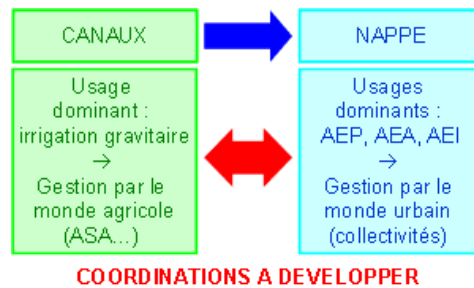 CANAUX
NAPPE
Usage
dominant :
irrigation gravitaire
→
Gestion par le
monde agricole
(ASA...)
Usages
dominants :
AEP, AEA, AEI
→
Gestion par le
monde urbain
(collectivités)
COORDINATIONS A DEVELOPPER